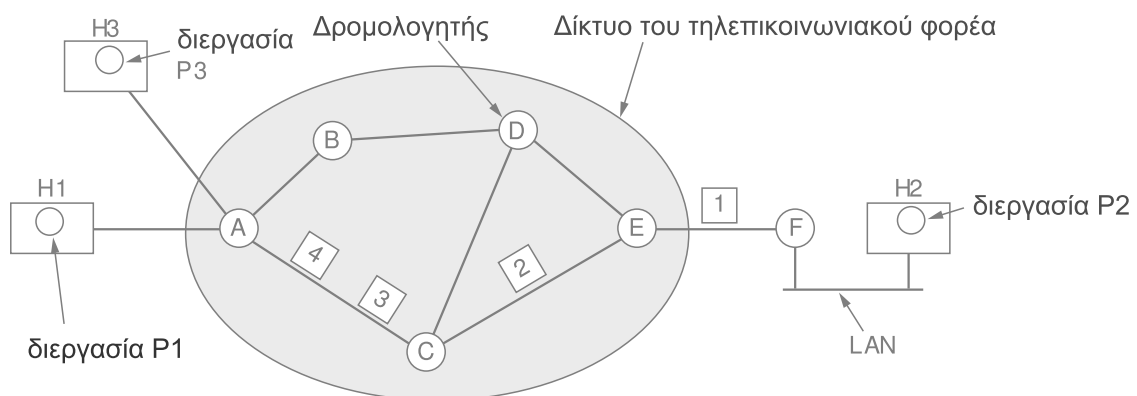 H3
διεργασία
P3
Δρομολογητής
Δίκτυο του τηλεπικοινωνιακού φορέα
B
D
H1
A
E
1
F
H2
διεργασία P2
4
3
2
C
διεργασία P1
LAN